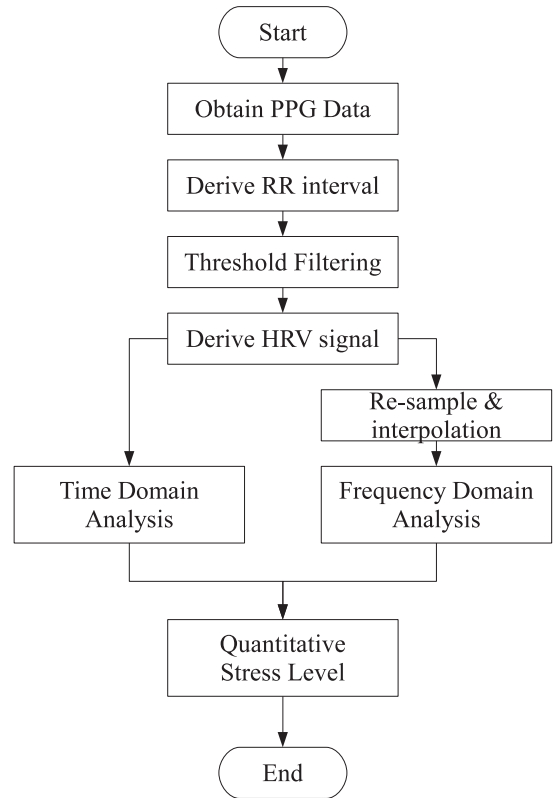 Start
Obtain PPG Data
Derive RR interval
Threshold Filtering
Derive HRV signal
Re-sample &
interpolation
Time Domain
Analysis
Frequency Domain
Analysis
Quantitative
Stress Level
End